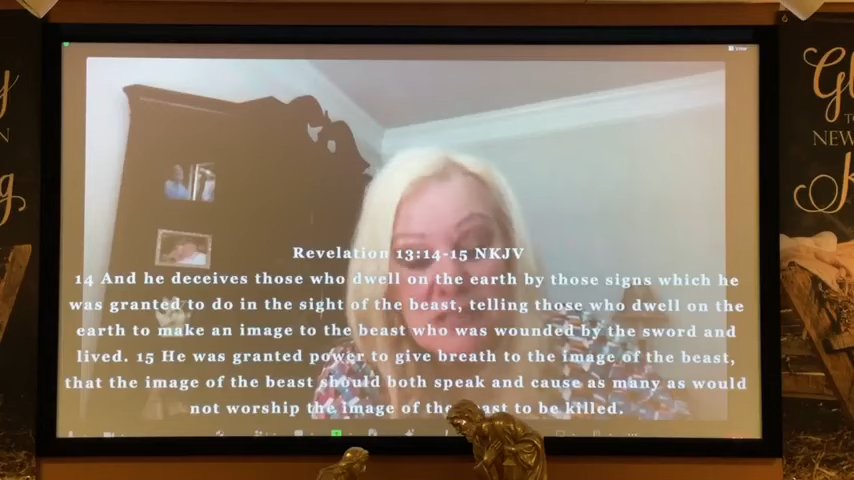 View
Revelation 13:14-15 NKJV
14 And he deceives those who dwell on the earth by those signs which he
was granted to do in the sight of the beast, telling those who dwell on the
earth to make an image to the beast who was wounded by the sword and
lived. 15 He was granted power to give breath to the image of the beast,
that the image of the beast should both speak and cause as many as would
not worship the image of the beast to be killed.
NEW